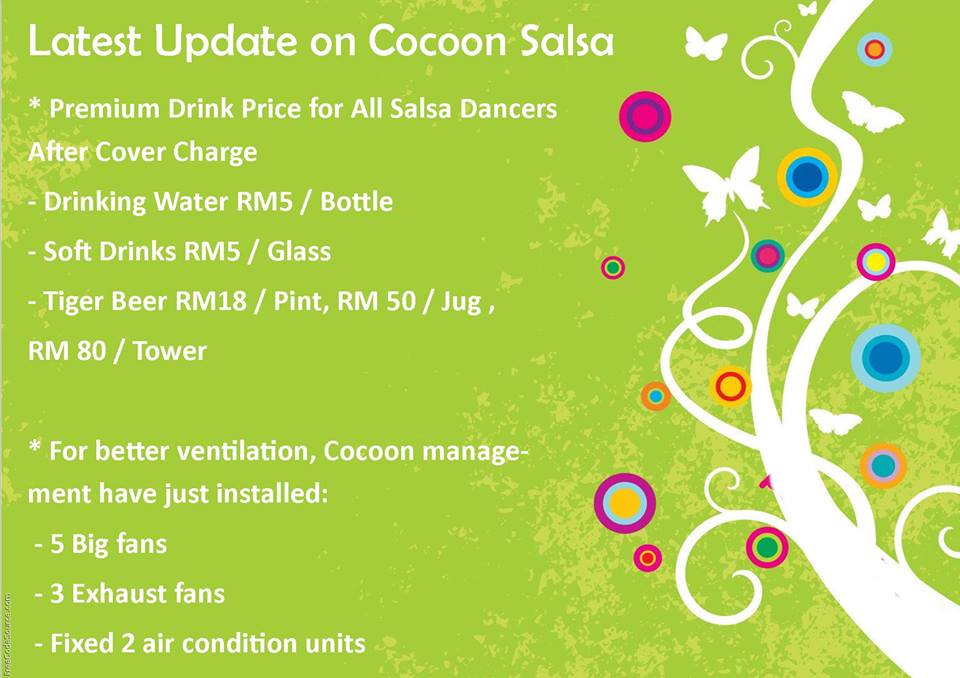 Latest Update on Cocoon Salsa
* Premium Drink Price for All Salsa Dancers
After Cover Charge
- Drinking Water RM5 / Bottle
- Soft Drinks RM5 / Glass
- Tiger Beer RM18 / Pint, RM 50 / Jug ,
RM 80 / Tower
* For better ventilation, Cocoon manage-
ment have just installed:
- 5 Big fans
- 3 Exhaust fans
- Fixed 2 air condition units
FreeCodeSource.com